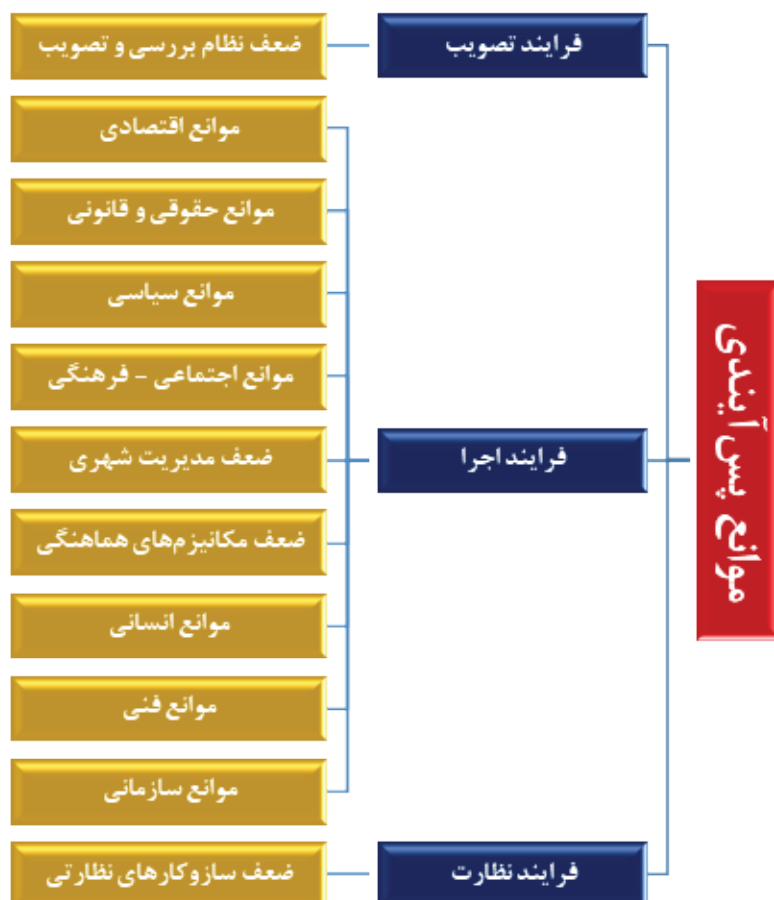 موانع پس‌آیندی
فرایند تصویب
ضعف نظام بررسی و تصویب
فرایند اجرا
موانع اقتصادی
موانع حقوقی و قانونی
موانع سیاسی
موانع اجتماعی - فرهنگی
ضعف مدیریت شهری
ضعف مکانیزم‌های هماهنگی
موانع انسانی
موانع فنی
موانع سازمانی
فرایند نظارت
ضعف سازوکارهای نظارتی